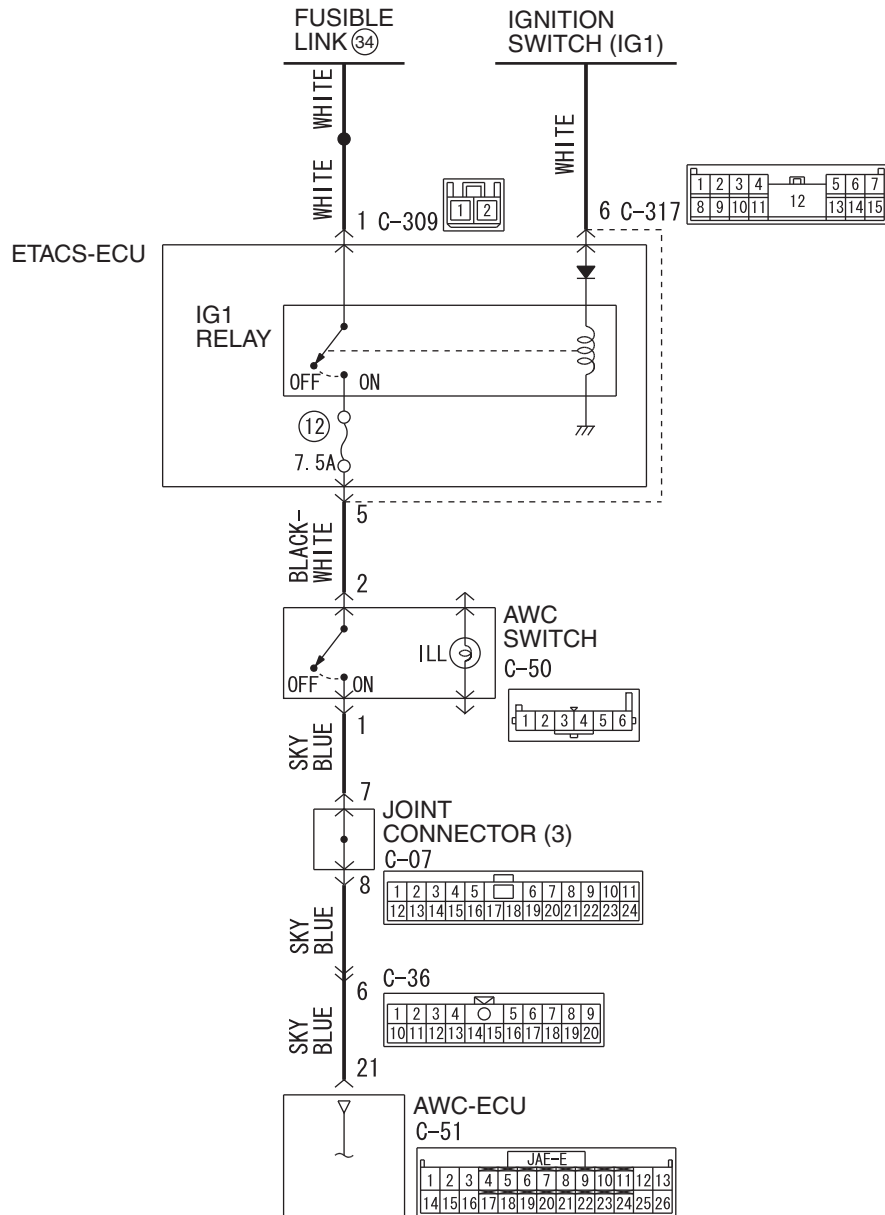 FUSIBLE
LINK 34
IGNITION
SWITCH (IG1)
WHITE
WHITE
WHITE
1 C-309
1 2
6 C-317
1 2 3 4 5 6 7
8 9 10 11 12 13 14 15
ETACS-ECU
IG1
RELAY
OFF ON
12
7.5A
5
BLACK-
WHITE
2
AWC
SWITCH
C-50
ILL
OFF ON
1 2 3 4 5 6
1
SKY
BLUE
7
JOINT
CONNECTOR (3)
C-07
8
1 2 3 4 5 6 7 8 9 10 11
12 13 14 15 16 17 18 19 20 21 22 23 24
SKY
BLUE
6 C-36
1 2 3 4 5 6 7 8 9
10 11 12 13 14 15 16 17 18 19 20
SKY
BLUE
21
AWC-ECU
C-51
JAE-E
1 2 3 4 5 6 7 8 9 10 11 12 13
14 15 16 17 18 19 20 21 22 23 24 25 26